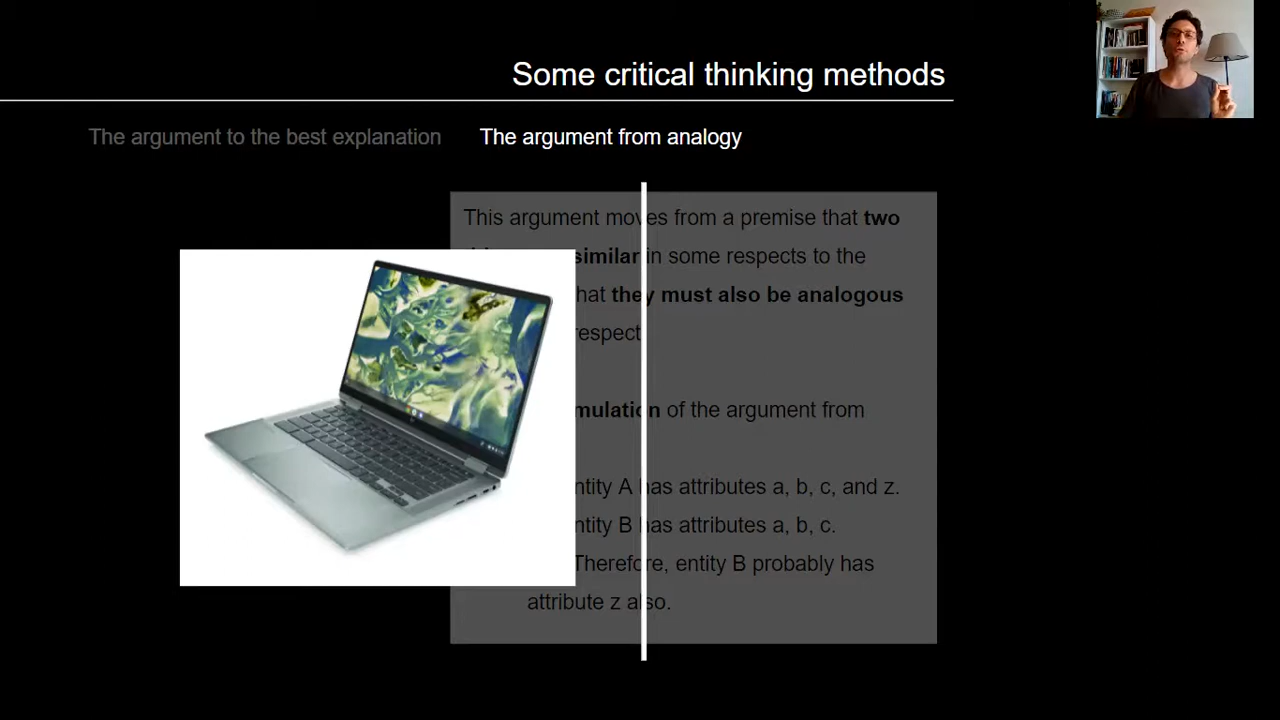 Some critical thinking methods
The argument to the best explanation
The argument from analogy
This argument moves from a premise that two
similar in some respects to the
hat they must also be analogous
respect
mulation of the argument from
ntity A has attributes a, b, c, and z.
ntity B has attributes a, b, c.
Therefore, entity B probably has
attribute z also.